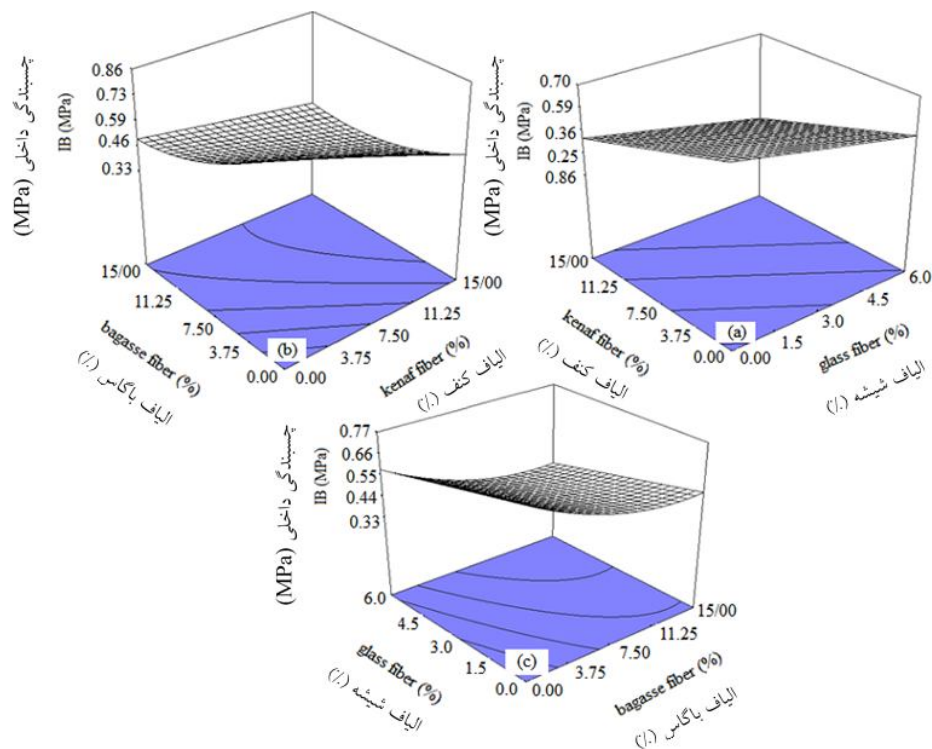 چسبندگی داخلی (MPa)
IB (MPa)
0.86
0.73
0.59
0.46
0.33
15/00
11.25
7.50
3.75
0.00
bagasse fiber (%)
الیاف باگاس (٪)
(b)
0.00
3.75
7.50
11.25
15/00
kenaf fiber (%)
الیاف کنف (٪)
چسبندگی داخلی (MPa)
IB (MPa)
0.70
0.59
0.36
0.25
0.86
15/00
11.25
7.50
3.75
0.00
kenaf fiber (%)
الیاف کنف (٪)
(a)
0.00
1.5
3.0
4.5
6.0
glass fiber (%)
الیاف شیشه (٪)
چسبندگی داخلی (MPa)
IB (MPa)
0.77
0.66
0.55
0.44
0.33
6.0
4.5
3.0
1.5
0.0
glass fiber (%)
الیاف شیشه (٪)
(c)
0.00
3.75
7.50
11.25
15/00
bagasse fiber (%)
الیاف باگاس (٪)